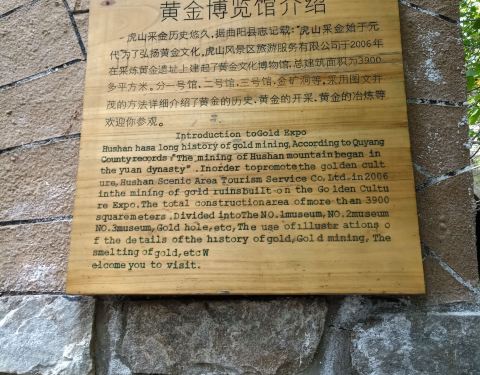 黄金博览馆介绍
虎山采金历史悠久,据曲阳县志记载:"虎山采金始于元
代"为了弘扬黄金文化,虎山风景区旅游服务有限公司于2006年
在采炼黄金遗址上建起了黄金文化博物馆,总建筑面积为3900
多平方米。分一号馆、二号馆、三号馆,金矿洞等,采用图文并
茂的方法详细介绍了黄金的历史,黄金的开采,黄金的冶炼等
欢迎你参观。
Introduction toGold Expo
Hushan hasa long history of gold mining, According to Quyang
County records:"The mining of Hushan mountain began in
the yuan dynasty" .Inorder topromote the golden cult
ure, Hushan Scenic Area Tourism Service Co. Ltd. in 2006
inthe mining of gold ruinsbuilt on the Golden Cultu
re Expo. The total constructionarea of more than 3900
squaremeters .Divided intoThe NO.1museum, NO.2museum
NO.3museum, Gold hole, etc, The use of illustrations o
f the details of the history of gold, Gold mining, The
smelting of gold, etc W
elcome you to visit.